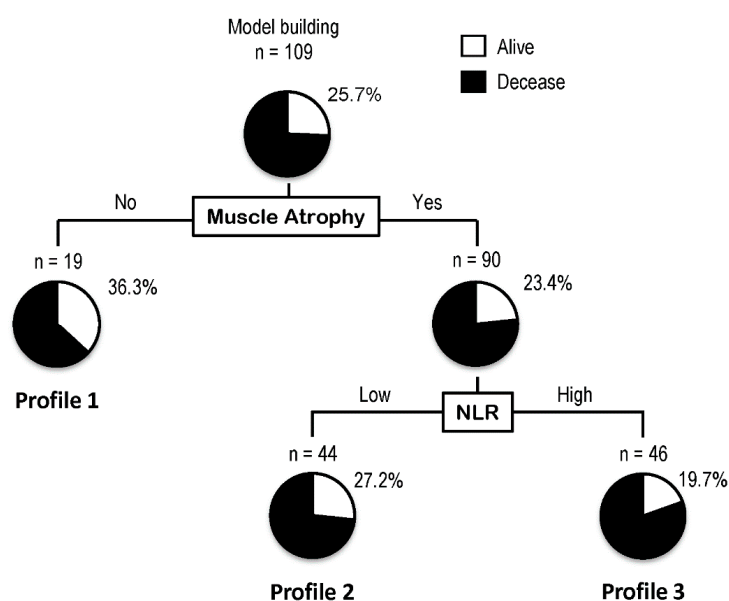 Model building
n = 109
Alive
Decease
25.7%
No
Muscle Atrophy
Yes
n = 19
36.3%
Profile 1
n = 90
23.4%
Low
NLR
High
n = 44
27.2%
Profile 2
n = 46
19.7%
Profile 3